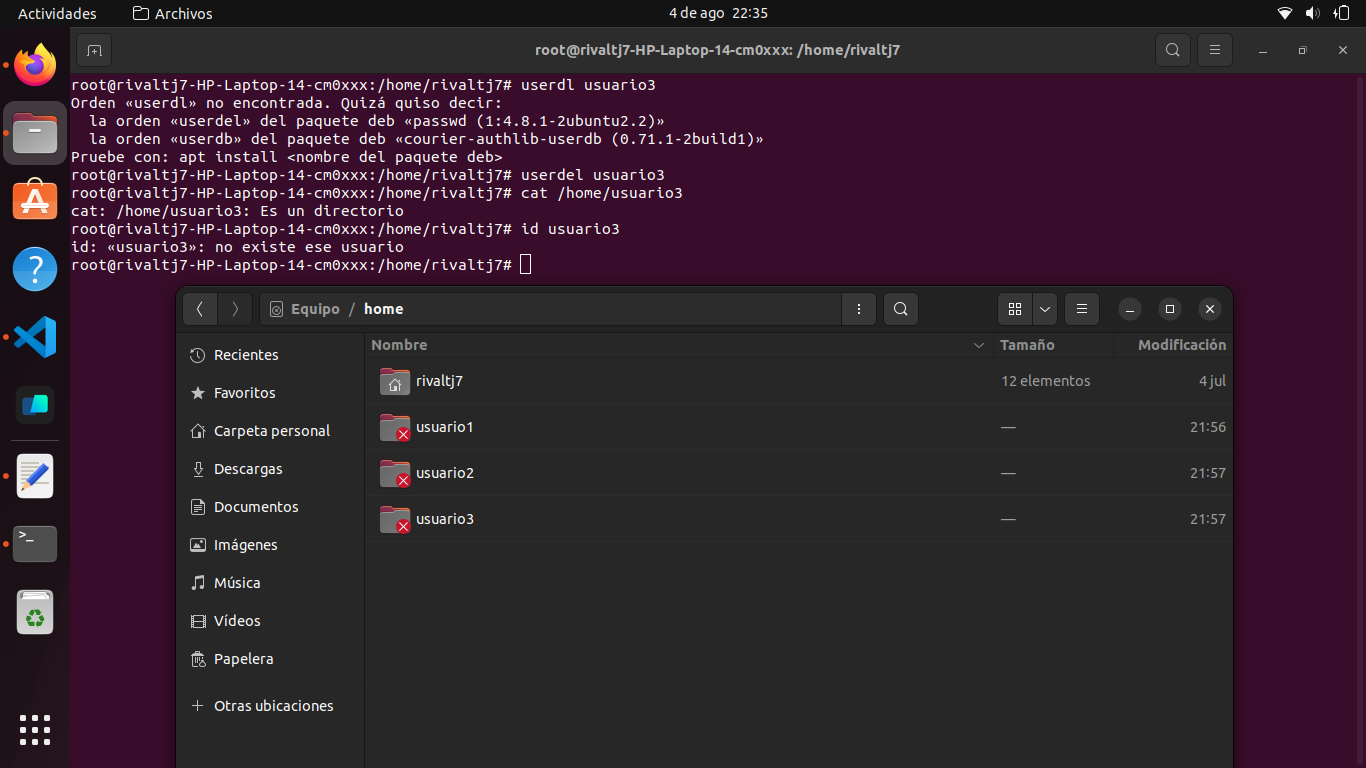 Actividades
Archivos
4 de ago 22:35
root@rivaltj7-HP-Laptop-14-cm0xxx: /home/rivaltj7
root@rivaltj7-HP-Laptop-14-cm0xxx:/home/rivaltj7# userdl usuario3
Orden «userdl» no encontrada. Quizá quiso decir:
  la orden «userdel» del paquete deb «passwd (1:4.8.1-2ubuntu2.2)»
  la orden «userdb» del paquete deb «courier-authlib-userdb (0.71.1-2build1)»
Pruebe con: apt install <nombre del paquete deb>
root@rivaltj7-HP-Laptop-14-cm0xxx:/home/rivaltj7# userdel usuario3
root@rivaltj7-HP-Laptop-14-cm0xxx:/home/rivaltj7# cat /home/usuario3
cat: /home/usuario3: Es un directorio
root@rivaltj7-HP-Laptop-14-cm0xxx:/home/rivaltj7# id usuario3
id: «usuario3»: no existe ese usuario
root@rivaltj7-HP-Laptop-14-cm0xxx:/home/rivaltj7#
Equipo / home
Recientes
Favoritos
Carpeta personal
Descargas
Documentos
Imágenes
Música
Vídeos
Papelera
Otras ubicaciones
Nombre Tamaño Modificación
rivaltj7 12 elementos 4 jul
usuario1 — 21:56
usuario2 — 21:57
usuario3 — 21:57